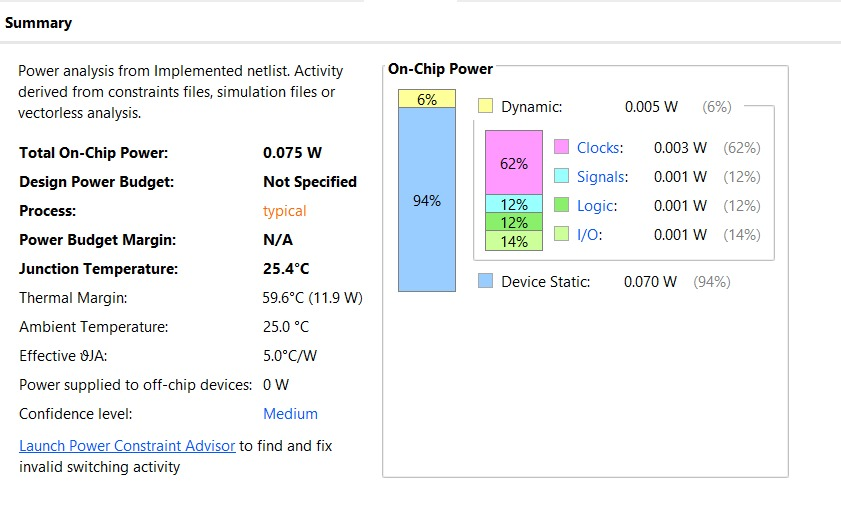 Summary
Power analysis from Implemented netlist. Activity
derived from constraints files, simulation files or
vectorless analysis.
Total On-Chip Power: 0.075 W
Design Power Budget: Not Specified
Process: typical
Power Budget Margin: N/A
Junction Temperature: 25.4°C
Thermal Margin: 59.6°C (11.9 W)
Ambient Temperature: 25.0 °C
Effective ϑJA: 5.0°C/W
Power supplied to off-chip devices: 0 W
Confidence level: Medium
Launch Power Constraint Advisor to find and fix
invalid switching activity
On-Chip Power
6%
94%
Dynamic: 0.005 W (6%)
62%
12%
12%
14%
Clocks: 0.003 W (62%)
Signals: 0.001 W (12%)
Logic: 0.001 W (12%)
I/O: 0.001 W (14%)
Device Static: 0.070 W (94%)